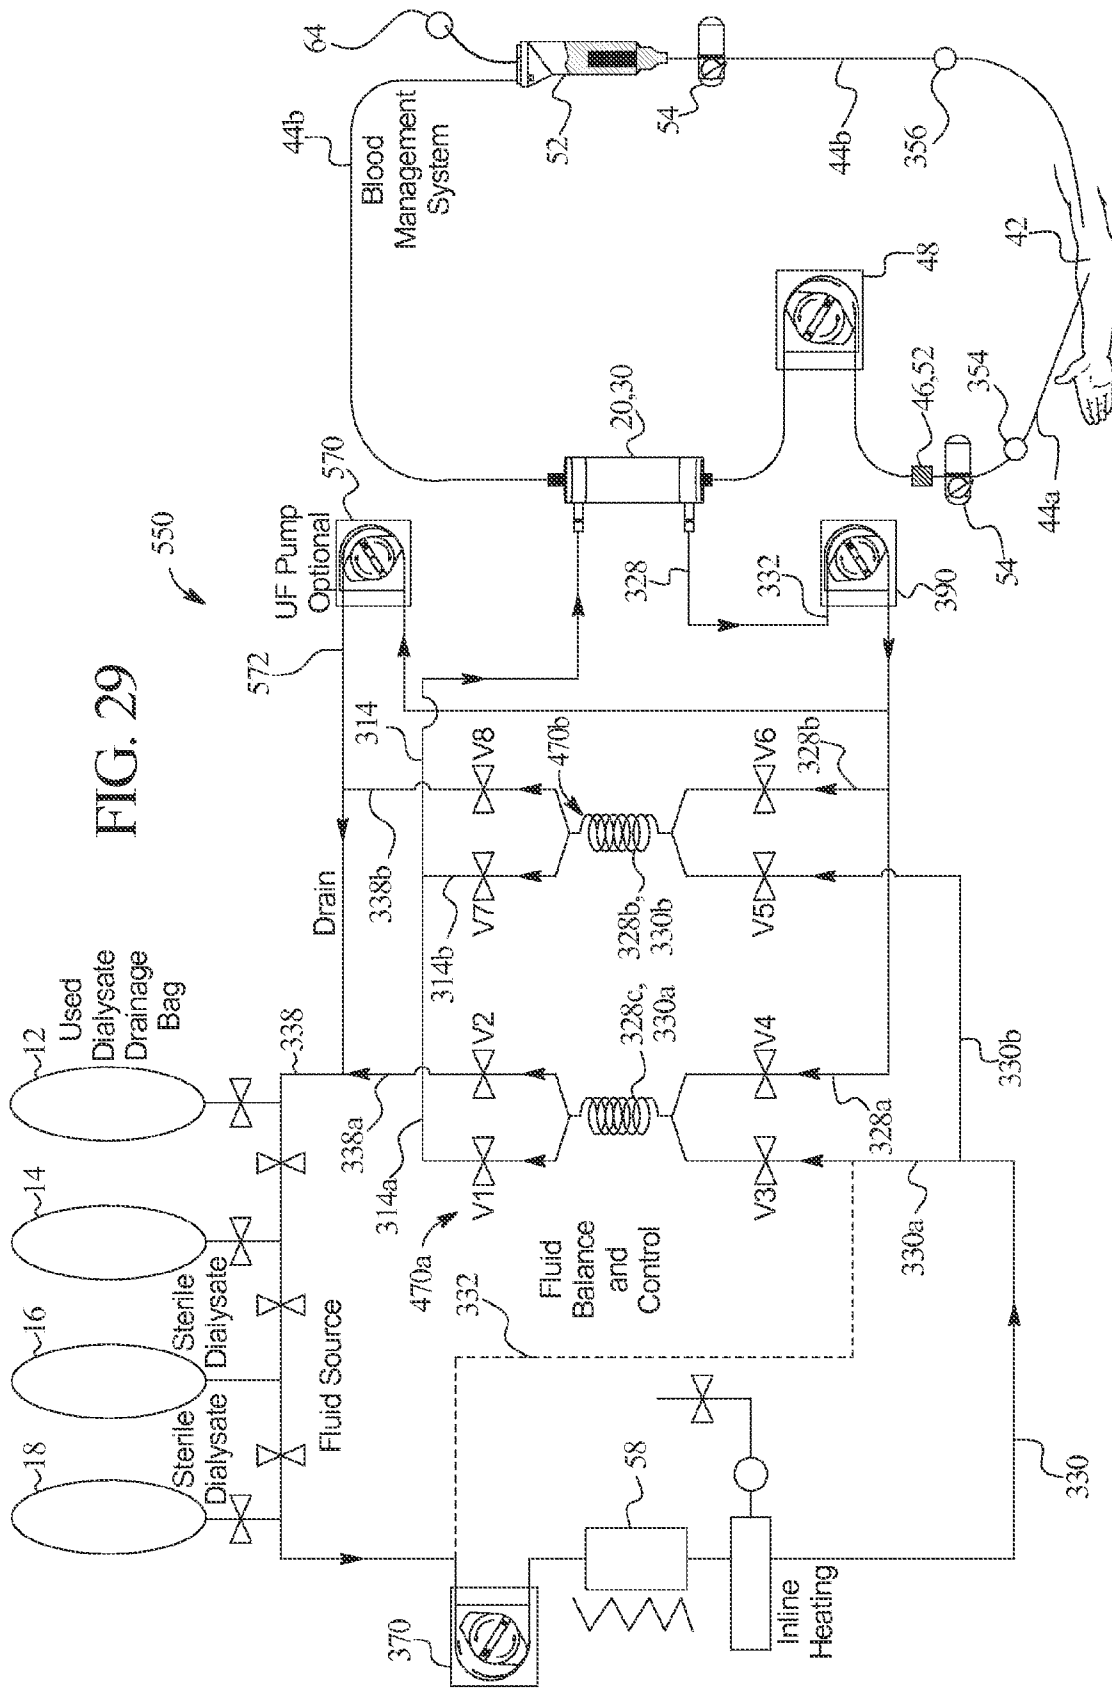 FIG. 29
550
12
Used
Dialysate
Drainage
Bag
14
16
Sterile
Dialysate
18
Sterile
Dialysate
Fluid Source
338
Drain
572
UF Pump
Optional
570
44b
64
Blood
Management
System
52
54
44b
356
42
48
20,30
328
332
390
46,52
354
44a
54
314
338b
314b
V8
V7
470b
328b,
330b
V6
V5
328b
338a
314a
V2
V1
470a
328c,
330a
V4
V3
328a
330b
330a
Fluid
Balance
and
Control
332
370
58
Inline
Heating
330